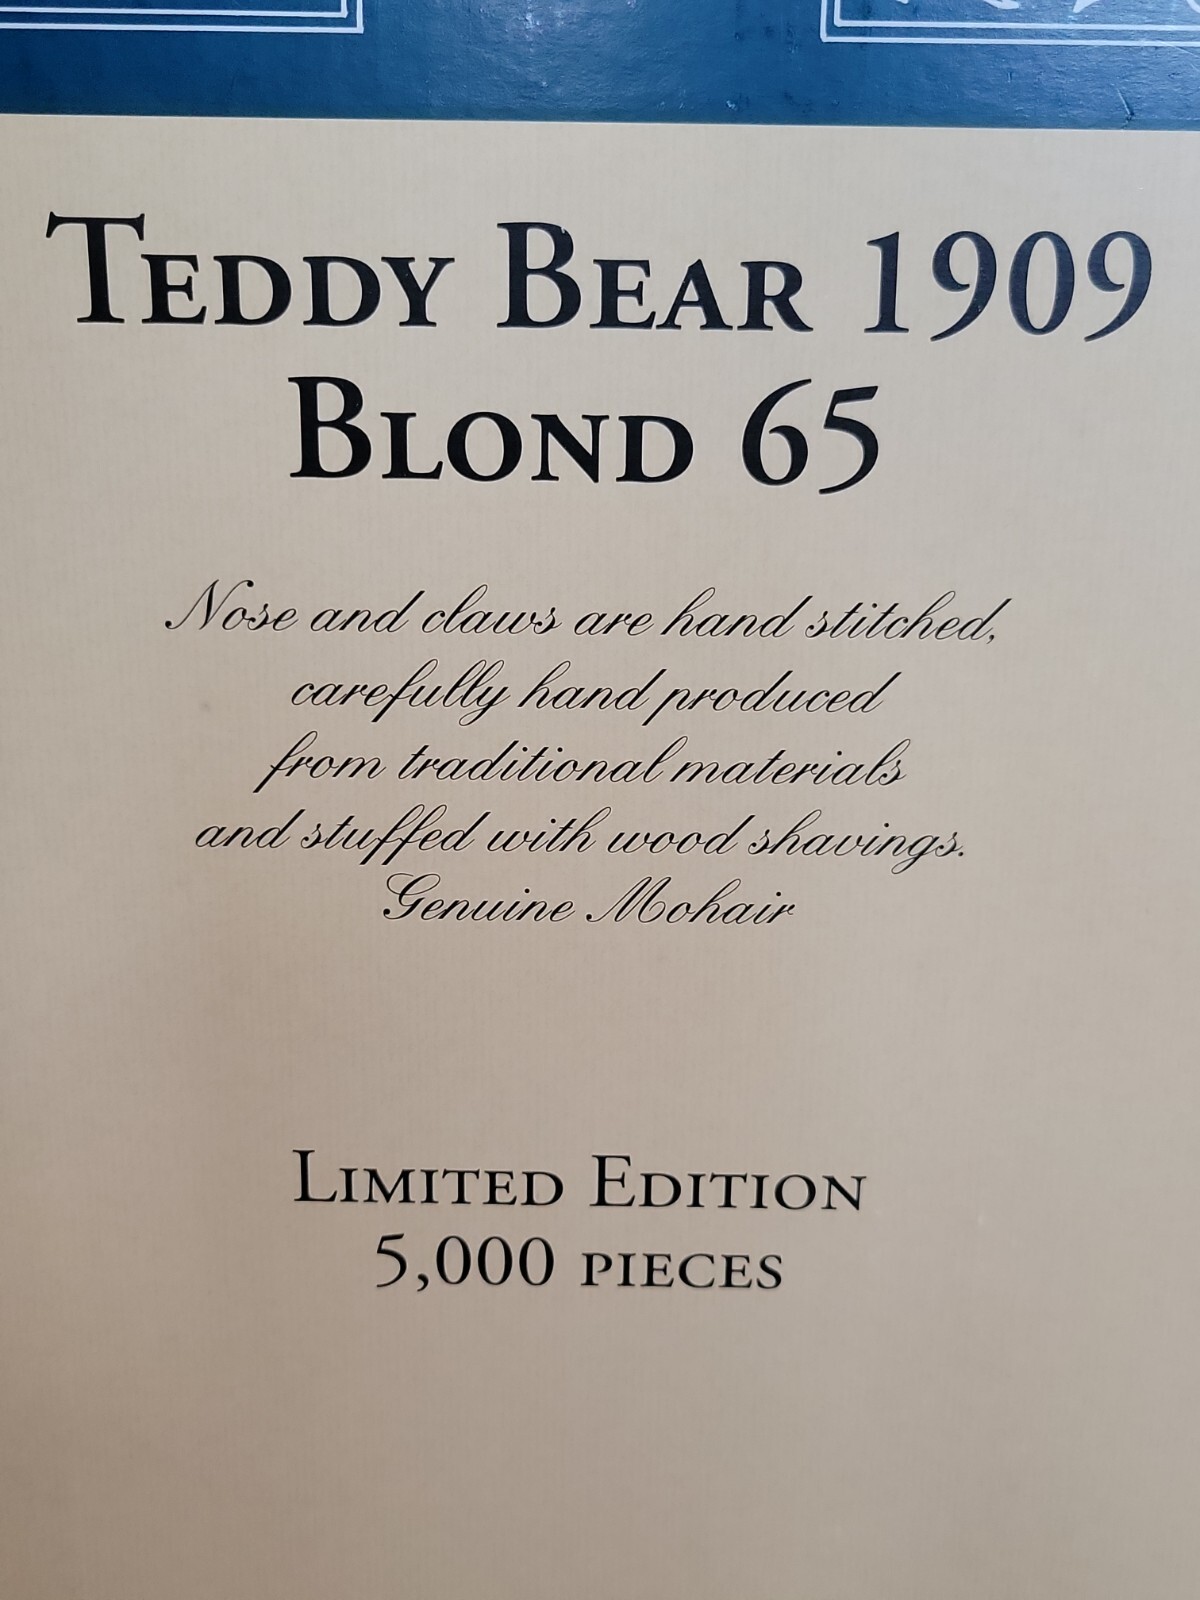 Teddy Bear 1909
Blond 65
Nose and claws are hand stitched,
carefully hand produced
from traditional materials
and stuffed with wood shavings.
Genuine Mohair
Limited Edition
5,000 pieces